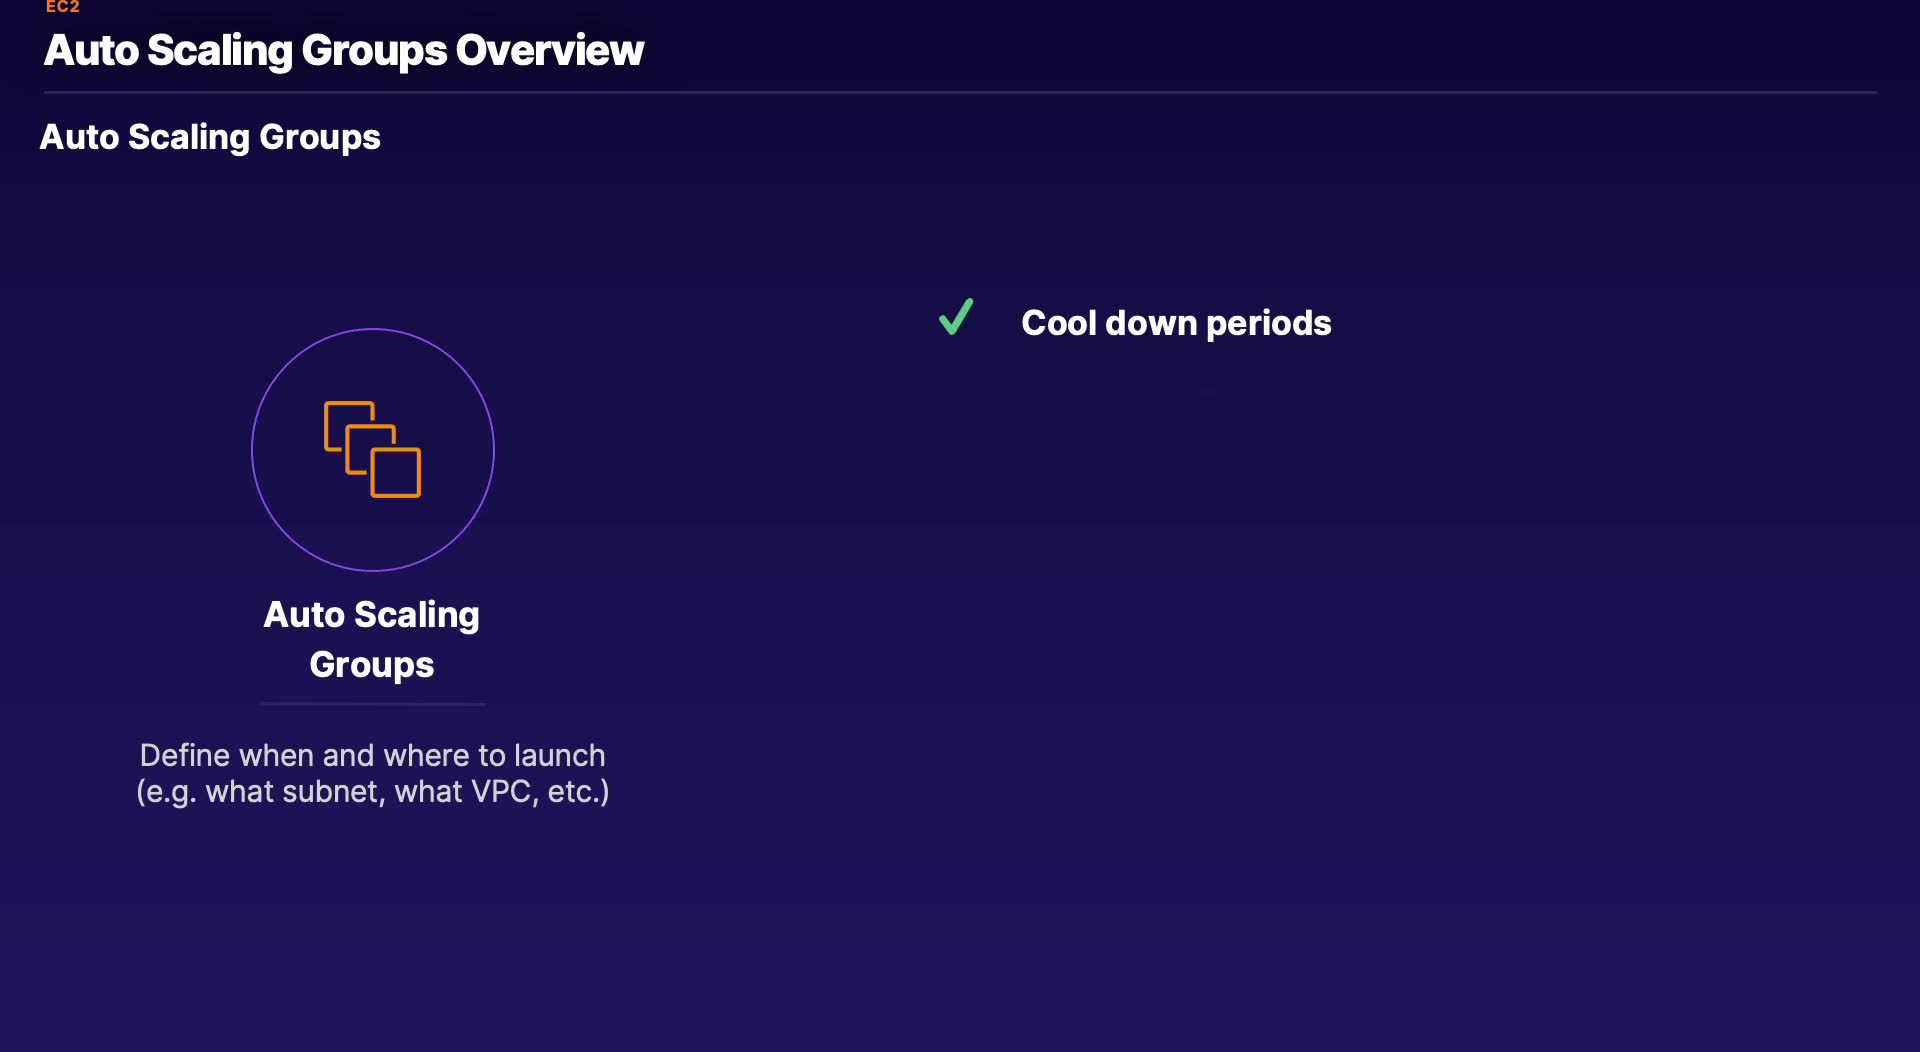 EC2
Auto Scaling Groups Overview
Auto Scaling Groups
Cool down periods
Auto Scaling
Groups
Define when and where to launch
(e.g. what subnet, what VPC, etc.)